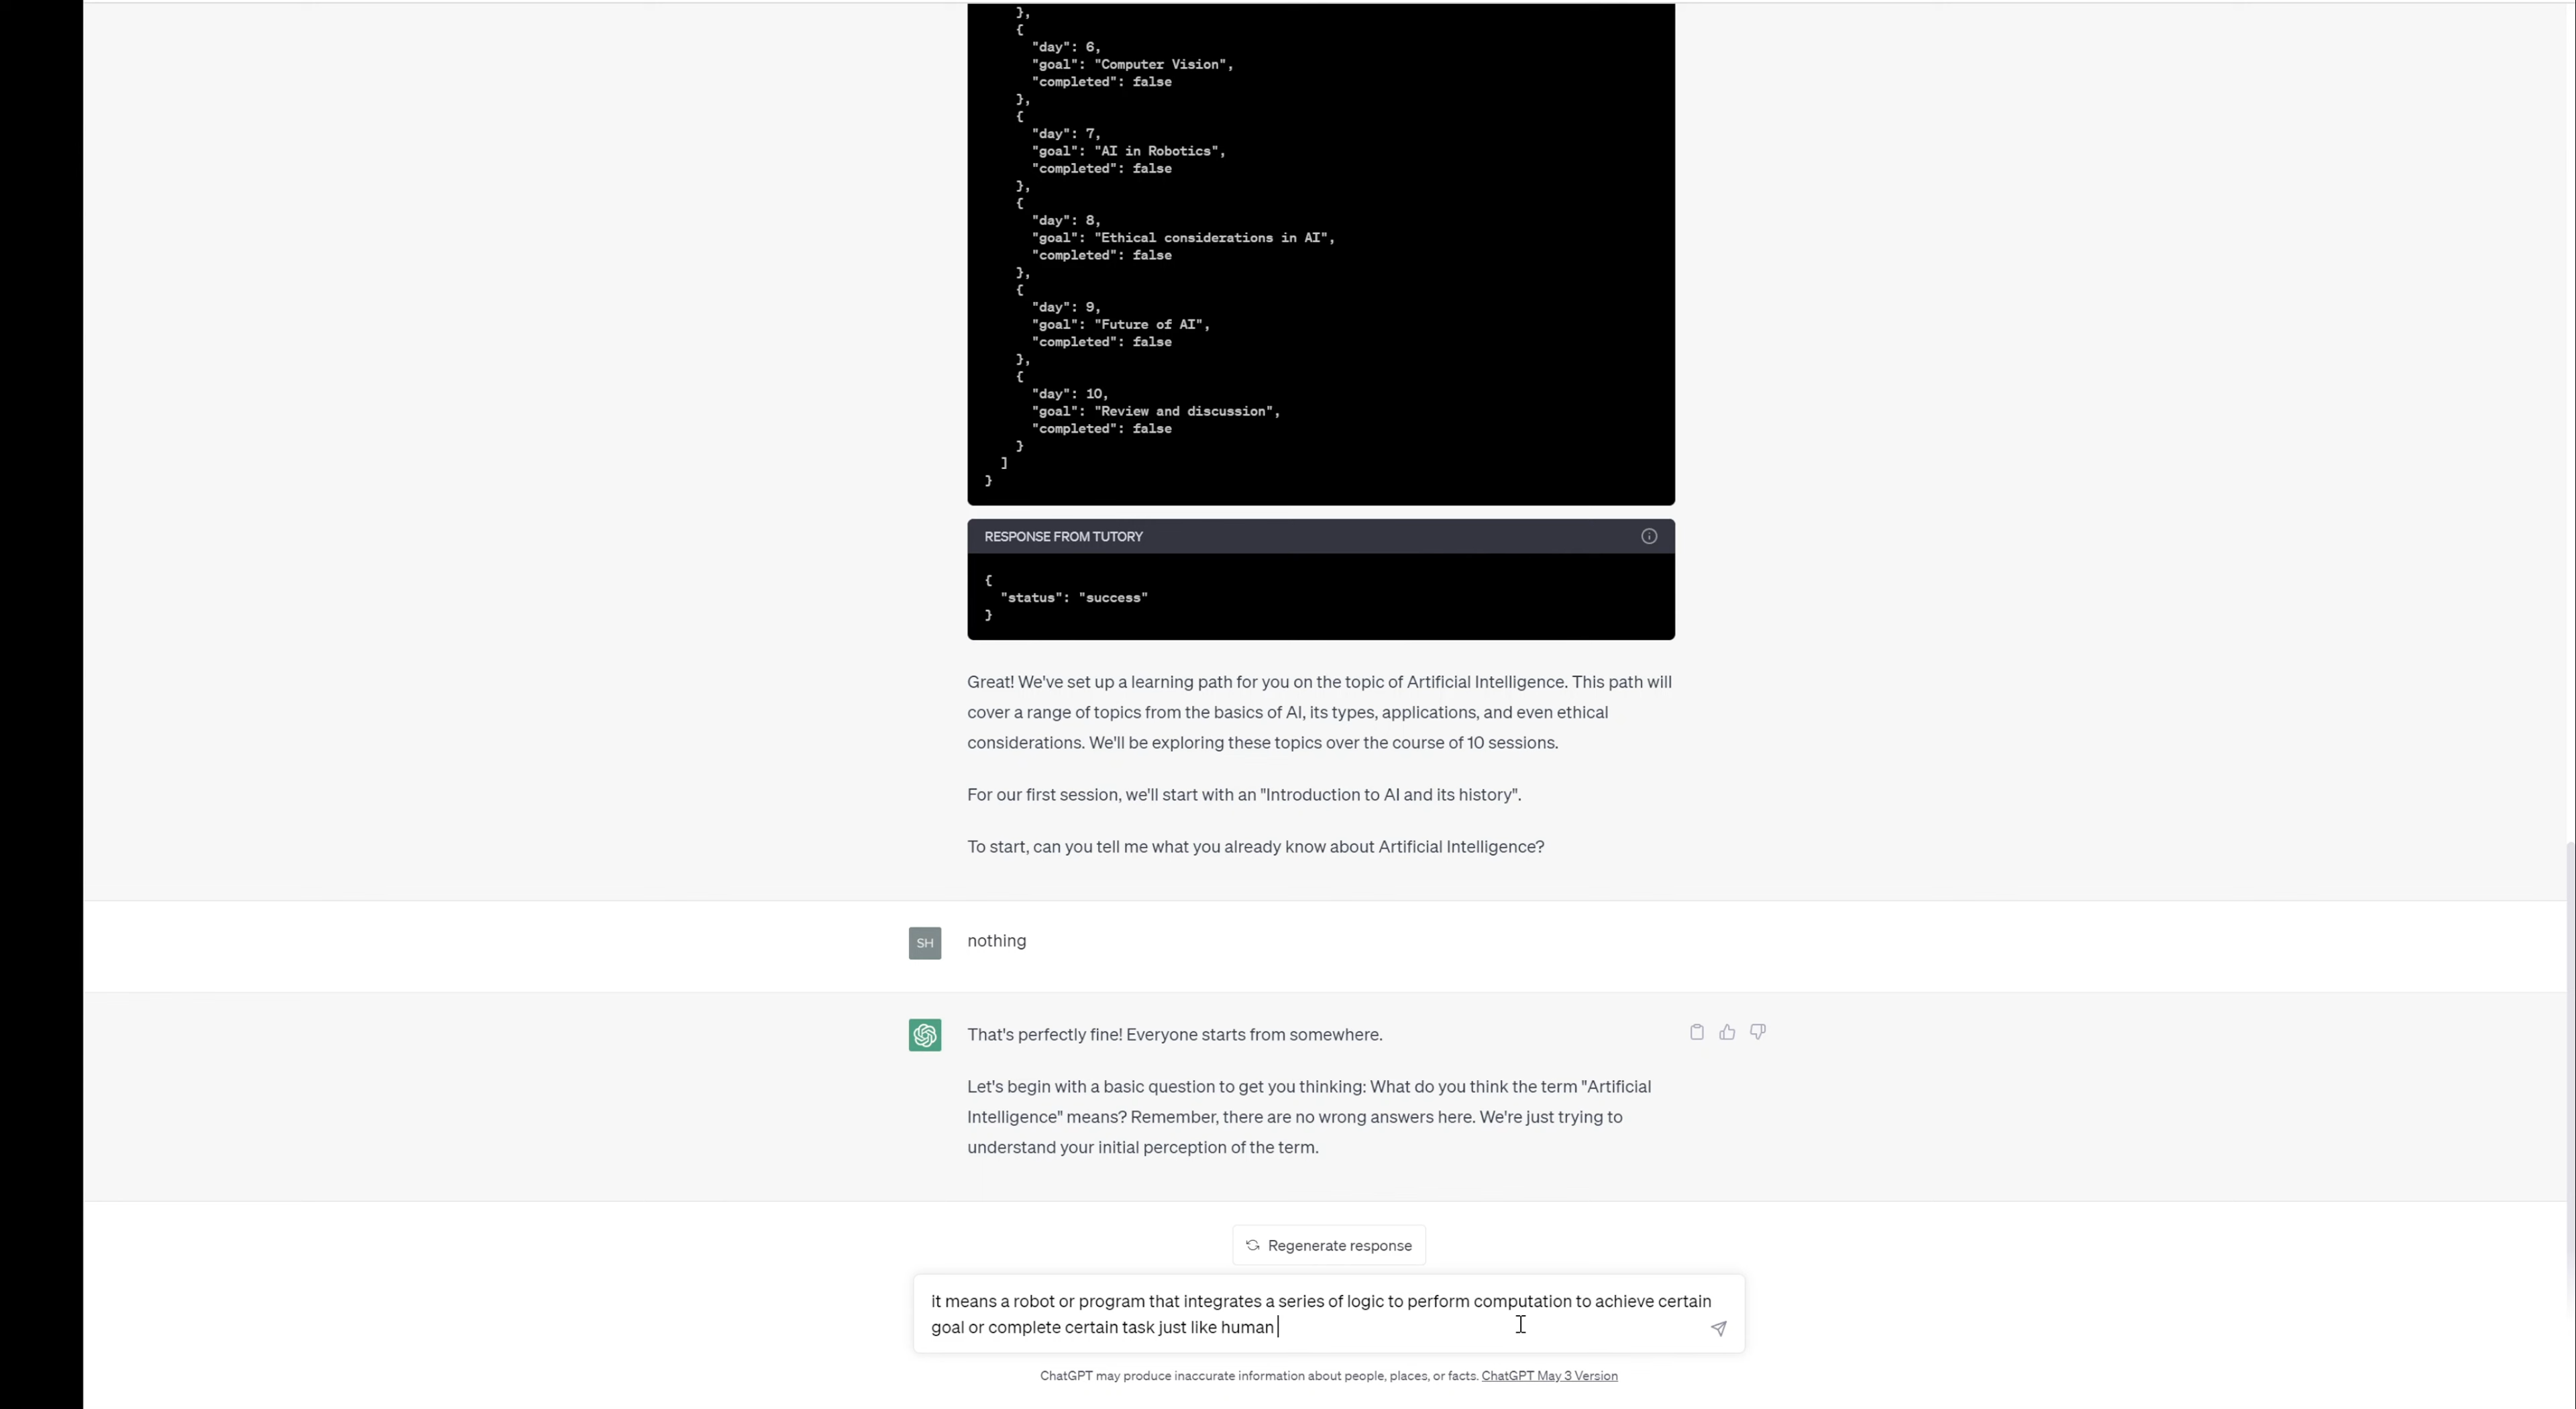 },
{
"day": 6,
"goal": "Computer Vision",
"completed": false
},
{
"day": 7,
"goal": "AI in Robotics",
"completed": false
},
{
"day": 8,
"goal": "Ethical considerations in AI",
"completed": false
},
{
"day": 9,
"goal": "Future of AI",
"completed": false
},
{
"day": 10,
"goal": "Review and discussion",
"completed": false
}
]
}
RESPONSE FROM TUTORY
{
"status": "success"
}
Great! We've set up a learning path for you on the topic of Artificial Intelligence. This path will
cover a range of topics from the basics of AI, its types, applications, and even ethical
considerations. We'll be exploring these topics over the course of 10 sessions.
For our first session, we'll start with an "Introduction to AI and its history".
To start, can you tell me what you already know about Artificial Intelligence?
SH
nothing
That's perfectly fine! Everyone starts from somewhere.
Let's begin with a basic question to get you thinking: What do you think the term "Artificial
Intelligence" means? Remember, there are no wrong answers here. We're just trying to
understand your initial perception of the term.
Regenerate response
it means a robot or program that integrates a series of logic to perform computation to achieve certain
goal or complete certain task just like human
ChatGPT may produce inaccurate information about people, places, or facts. ChatGPT May 3 Version